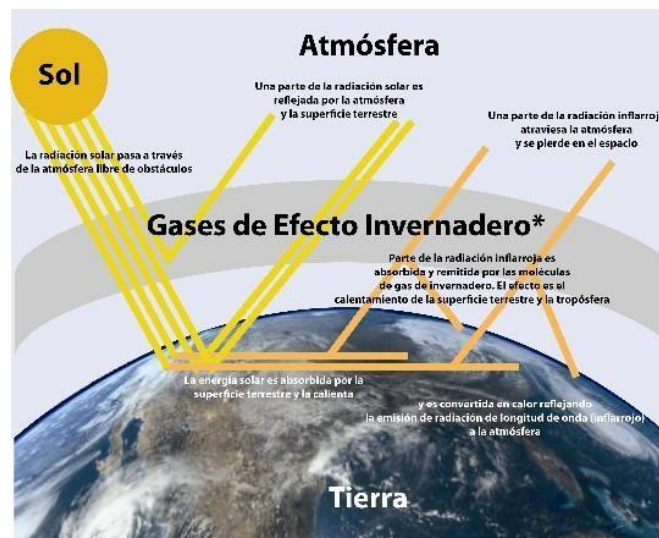 Atmósfera
Sol
Una parte de la radiación solar es
reflejada por la atmósfera
y la superficie terrestre
Una parte de la radiación inflarroj
atraviesa la atmósfera
y se pierde en el espacio
La radiación solar pasa a través
de la atmósfera libre de obstáculos
Gases de Efecto Invernadero*
Parte de la radiación inflarroja es
absorbida y remitida por las moléculas
de gas de invernadero. El efecto es el
calentamiento de la superficie terrestre y la tropósfera
La energía solar es absorbida por la
superficie terrestre y la calienta
y es convertida en calor reflejando
la emisión de radiación de longitud de onda (inflarrojo)
a la atmósfera
Tierra